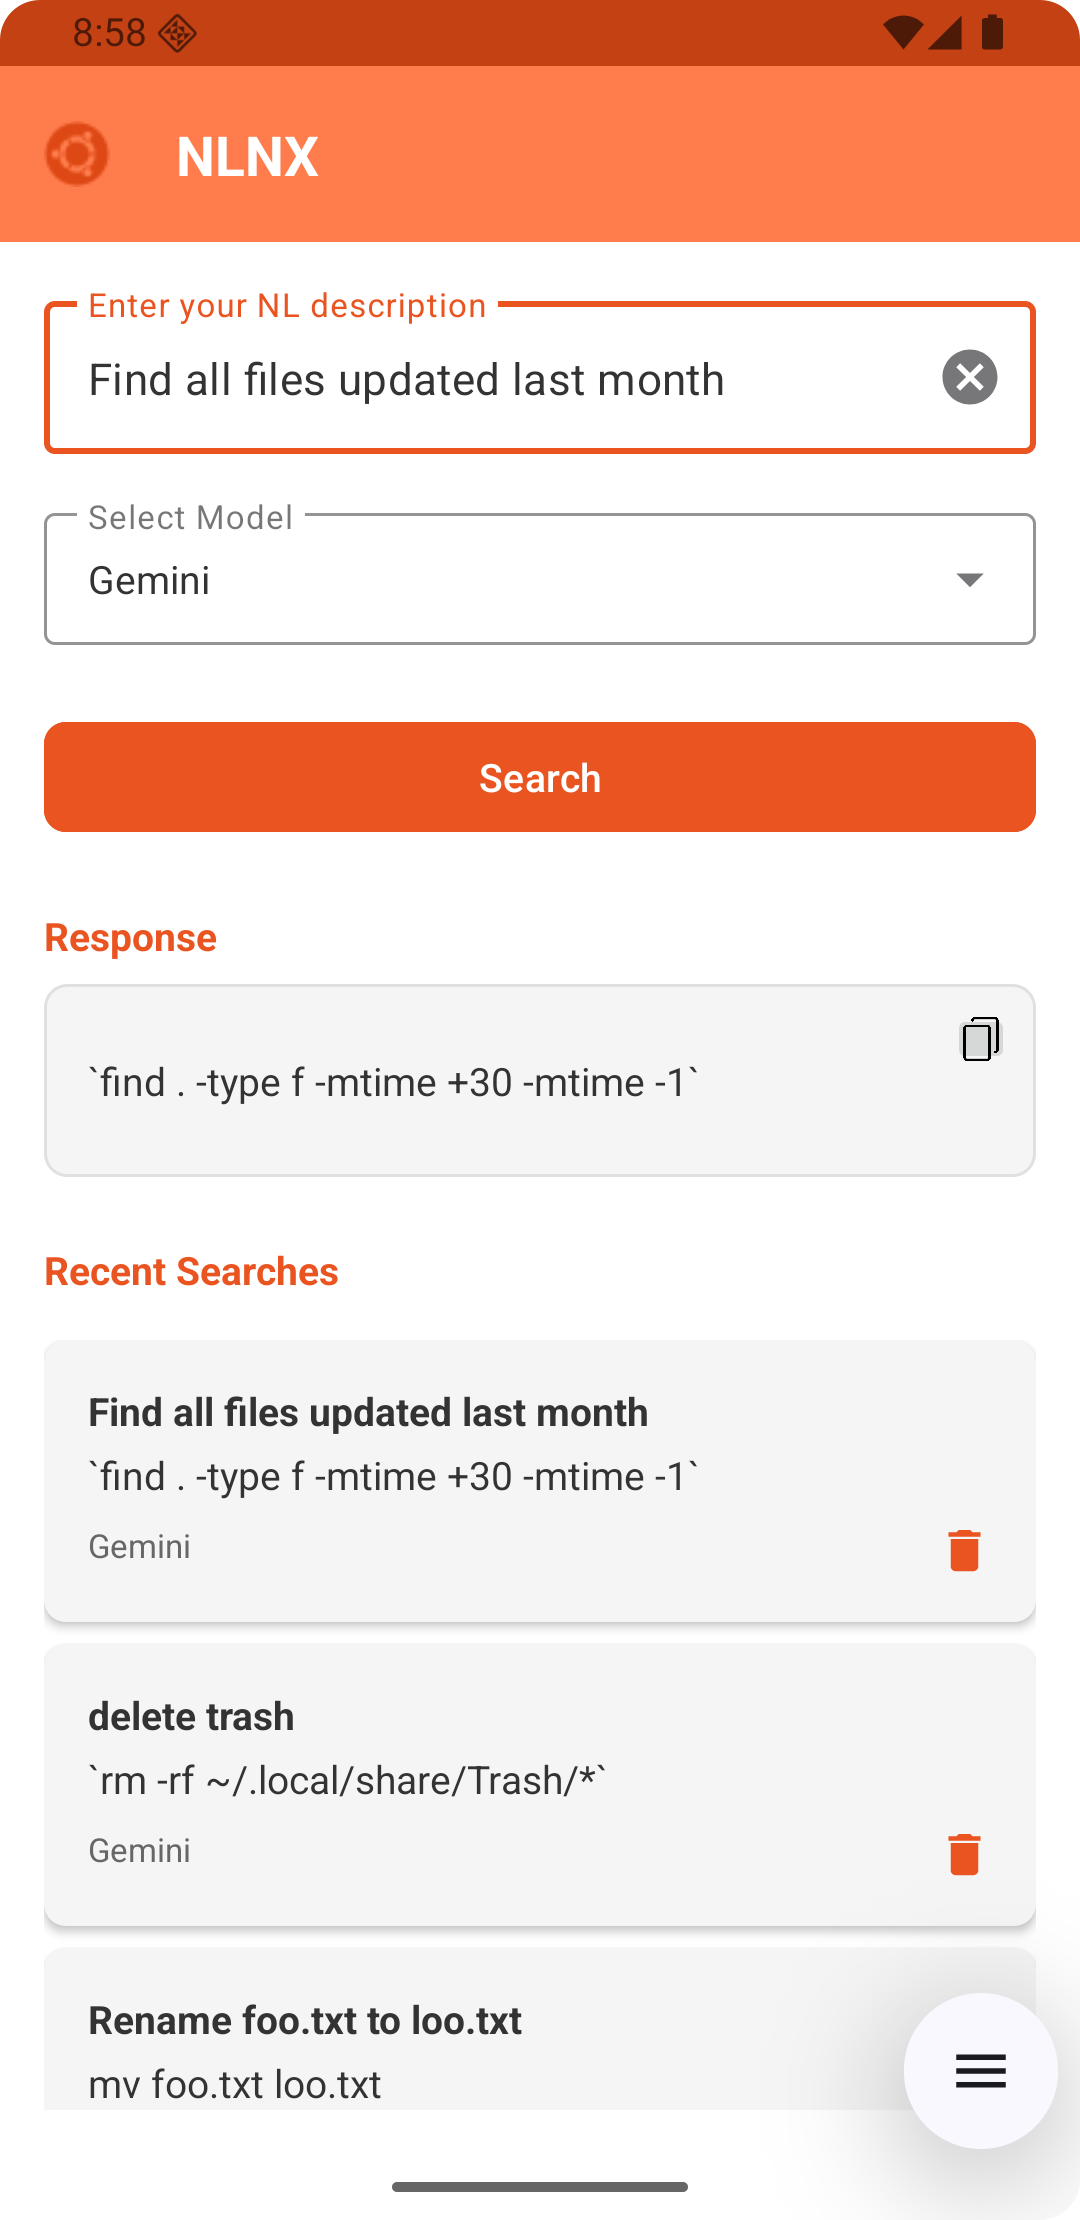 8:58
NLNX
Enter your NL description
Find all files updated last month
Select Model
Gemini
Search
Response
`find . -type f -mtime +30 -mtime -1`
Recent Searches
Find all files updated last month
`find . -type f -mtime +30 -mtime -1`
Gemini
delete trash
`rm -rf ~/.local/share/Trash/*`
Gemini
Rename foo.txt to loo.txt
mv foo.txt loo.txt